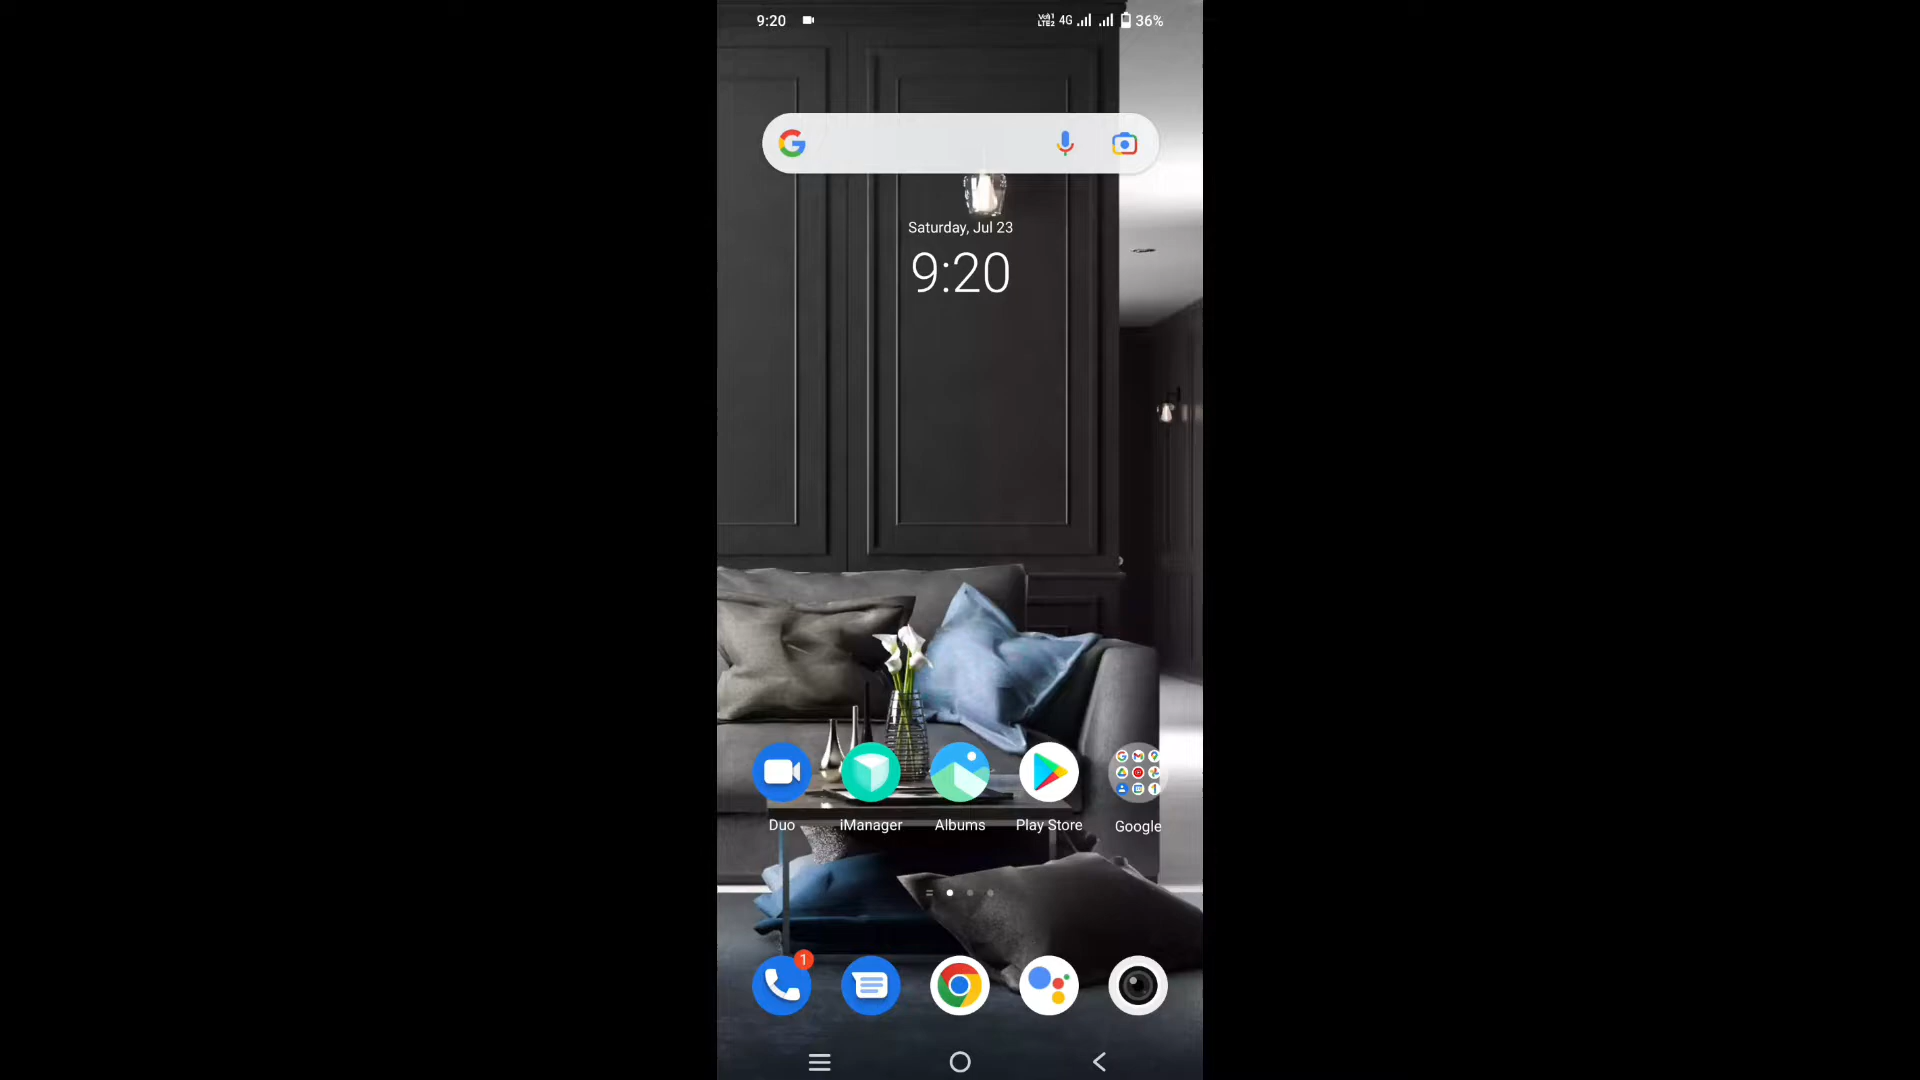 9:20
4G
36%
Saturday, Jul 23
9:20
Duo
iManager
Albums
Play Store
Google
1